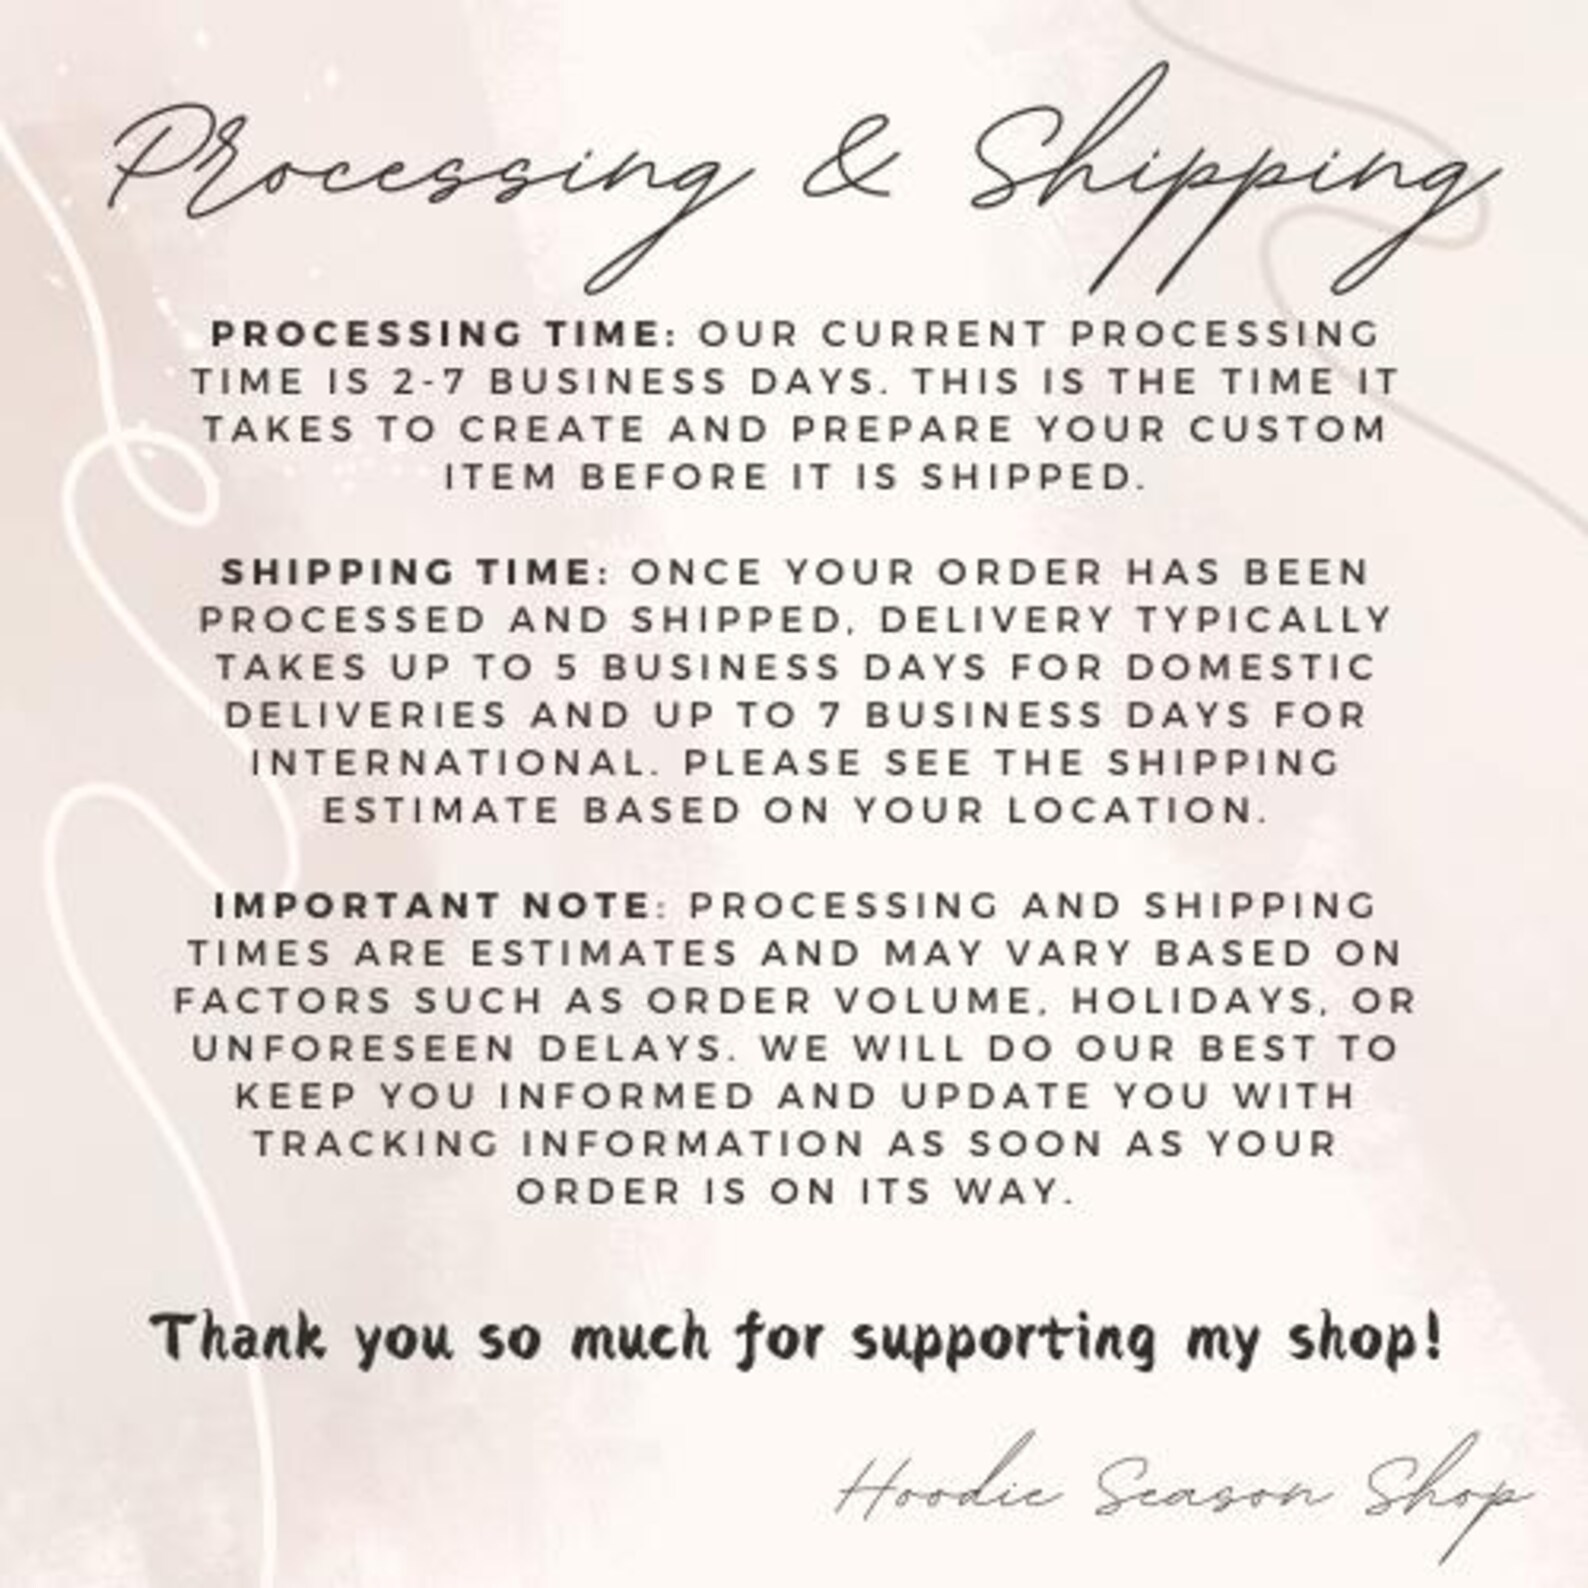 Processing & Shipping
PROCESSING TIME: OUR CURRENT PROCESSING
TIME IS 2-7 BUSINESS DAYS. THIS IS THE TIME IT
TAKES TO CREATE AND PREPARE YOUR CUSTOM
ITEM BEFORE IT IS SHIPPED.
SHIPPING TIME: ONCE YOUR ORDER HAS BEEN
PROCESSED AND SHIPPED, DELIVERY TYPICALLY
TAKES UP TO 5 BUSINESS DAYS FOR DOMESTIC
DELIVERIES AND UP TO 7 BUSINESS DAYS FOR
INTERNATIONAL. PLEASE SEE THE SHIPPING
ESTIMATE BASED ON YOUR LOCATION.
IMPORTANT NOTE: PROCESSING AND SHIPPING
TIMES ARE ESTIMATES AND MAY VARY BASED ON
FACTORS SUCH AS ORDER VOLUME, HOLIDAYS, OR
UNFORESEEN DELAYS. WE WILL DO OUR BEST TO
KEEP YOU INFORMED AND UPDATE YOU WITH
TRACKING INFORMATION AS SOON AS YOUR
ORDER IS ON ITS WAY.
Thank you so much for supporting my shop!
Hoodie Season Shop